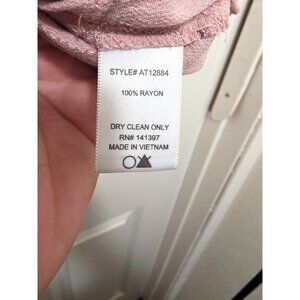 STYLE# AT12884
100% RAYON
DRY CLEAN ONLY
RN# 141397
MADE IN VIETNAM